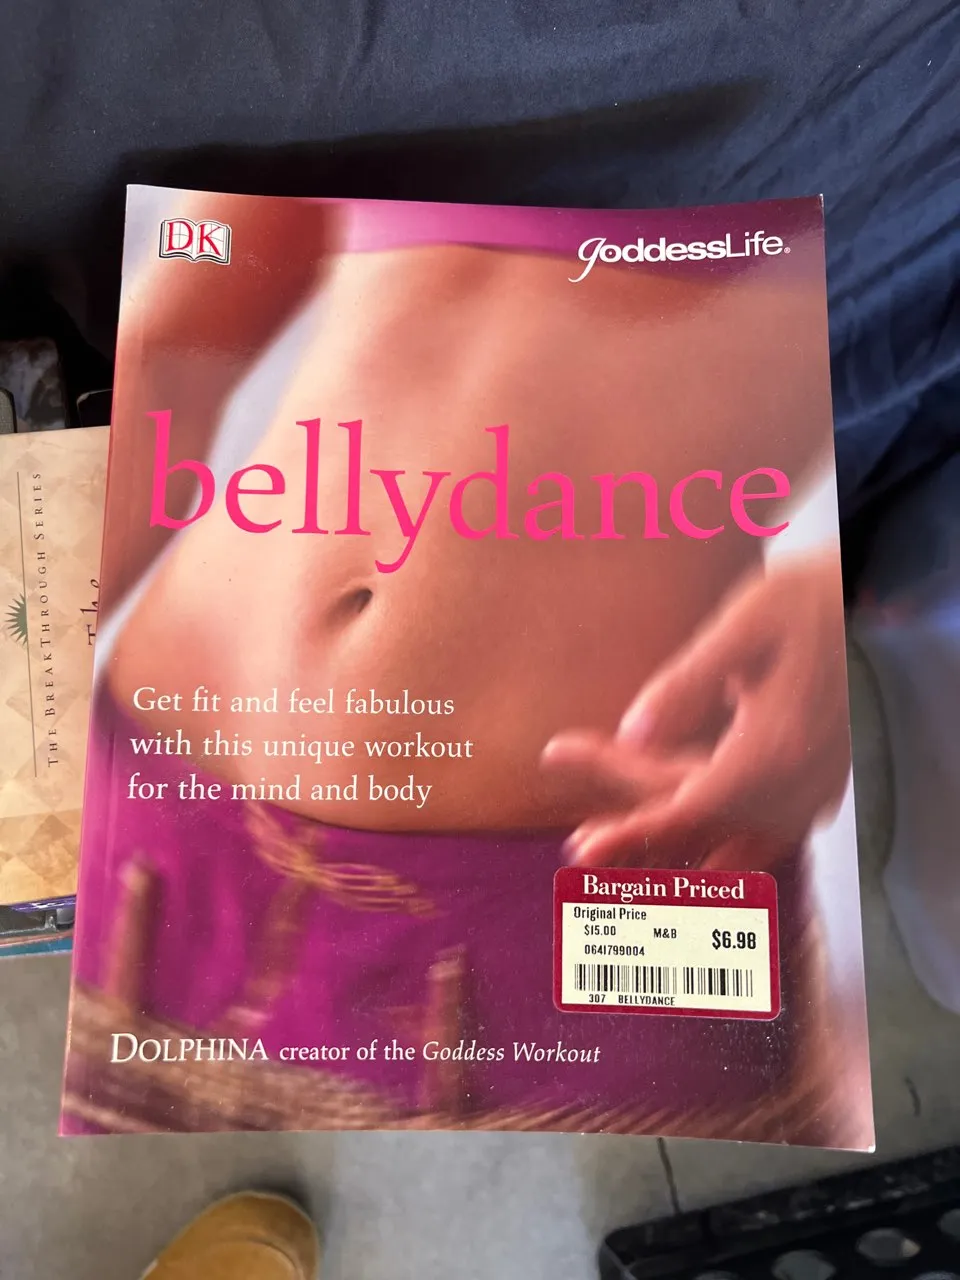 DK
goddessLife®
bellydance
Get fit and feel fabulous
with this unique workout
for the mind and body
Bargain Priced
Original Price
$15.00 M&B $6.98
0641799004
307 BELLYDANCE
DOLPHINA creator of the Goddess Workout
THE BREAKTHROUGH SERIES
The